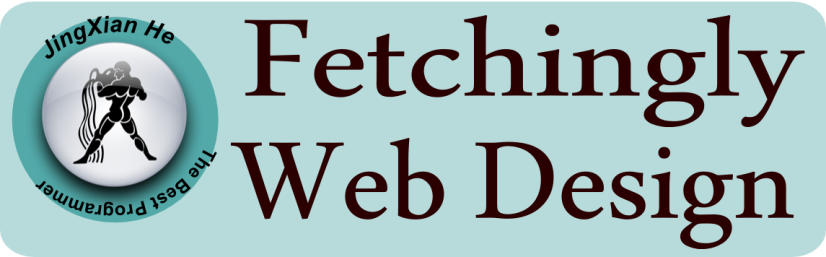 JingXian He
The Best Programmer
Fetchingly
Web Design